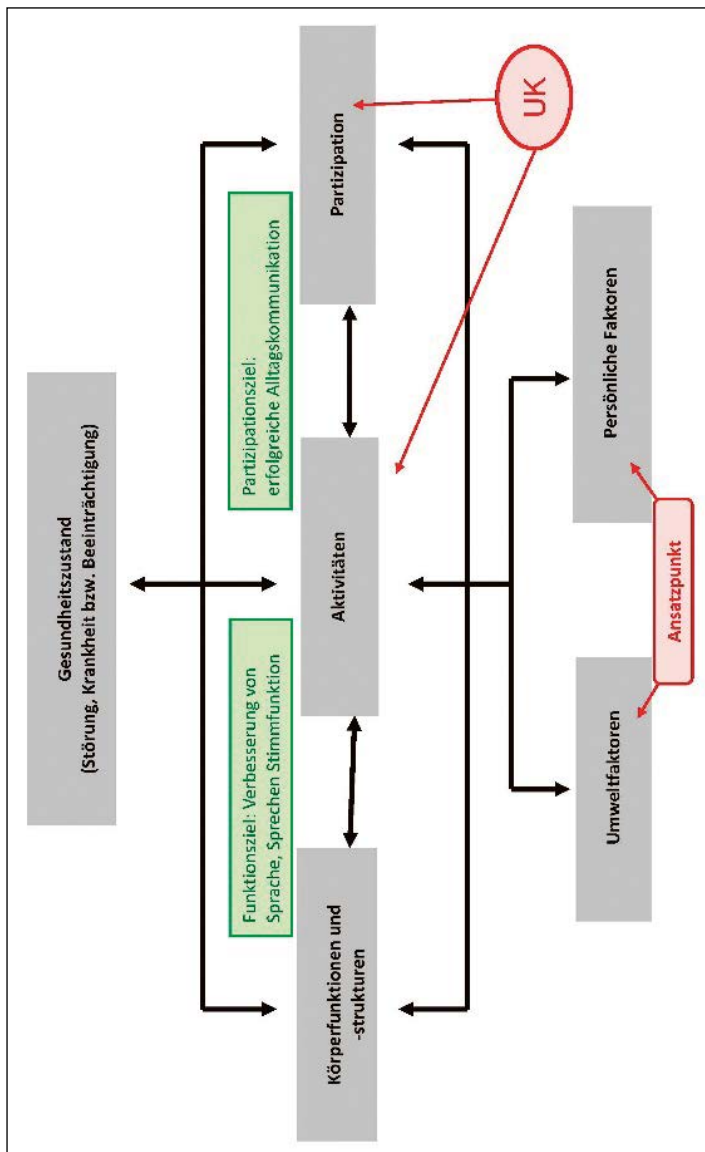 Gesundheitszustand
(Störung, Krankheit bzw. Beeinträchtigung)
Funktionsziel: Verbesserung von
Sprache, Sprechen Stimmfunktion
Partizipationsziel:
erfolgreiche Alltagskommunikation
Körperfunktionen und
-strukturen
Aktivitäten
Partizipation
UK
Umweltfaktoren
Ansatzpunkt
Persönliche Faktoren